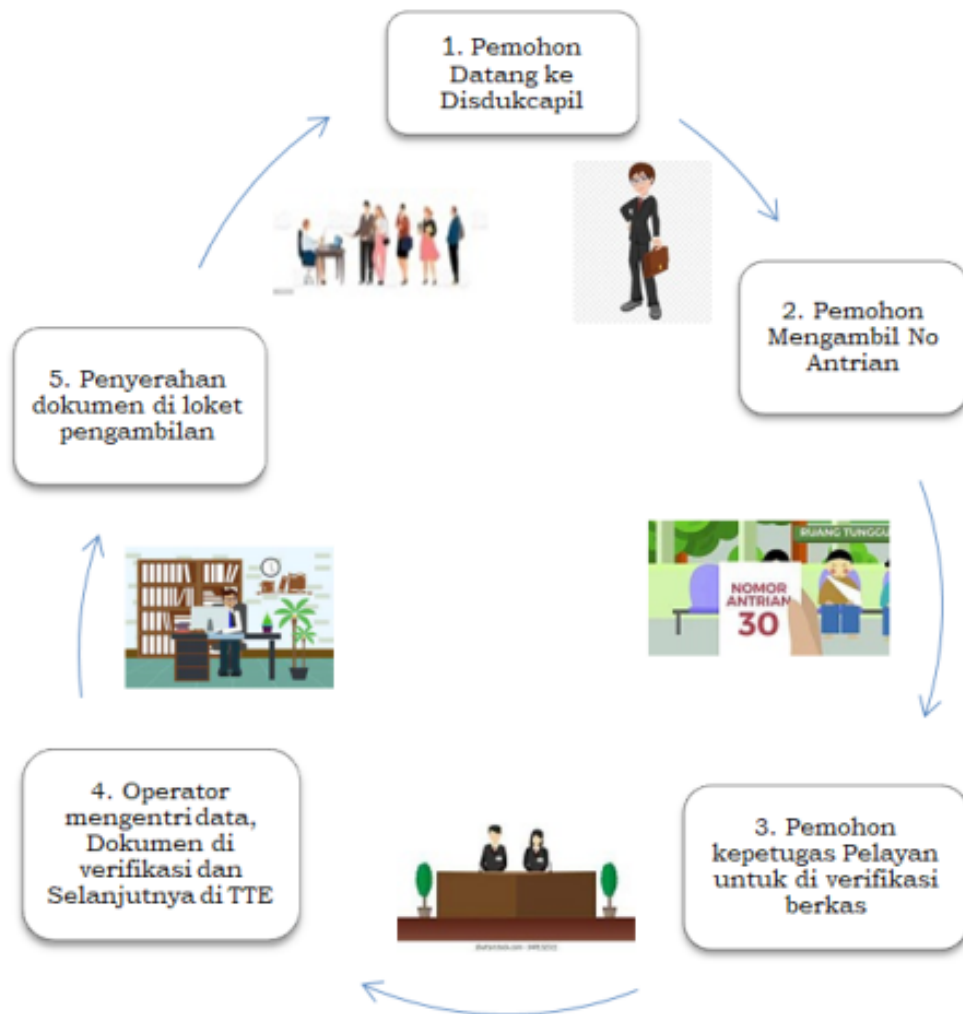 1. Pemohon
Datang ke
Disdukcapil
2. Pemohon
Mengambil No
Antrian
RUANG TUNGGU
NOMOR
ANTRIAN
30
3. Pemohon
kepetugas Pelayan
untuk di verifikasi
berkas
4. Operator
mengentri data,
Dokumen di
verifikasi dan
Selanjutnya di TTE
5. Penyerahan
dokumen di loket
pengambilan